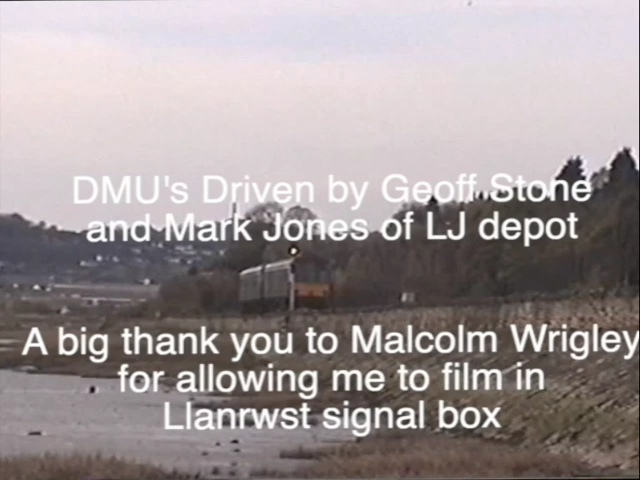 DMU's Driven by Geoff Stone
and Mark Jones of LJ depot
A big thank you to Malcolm Wrigley
for allowing me to film in
Llanrwst signal box